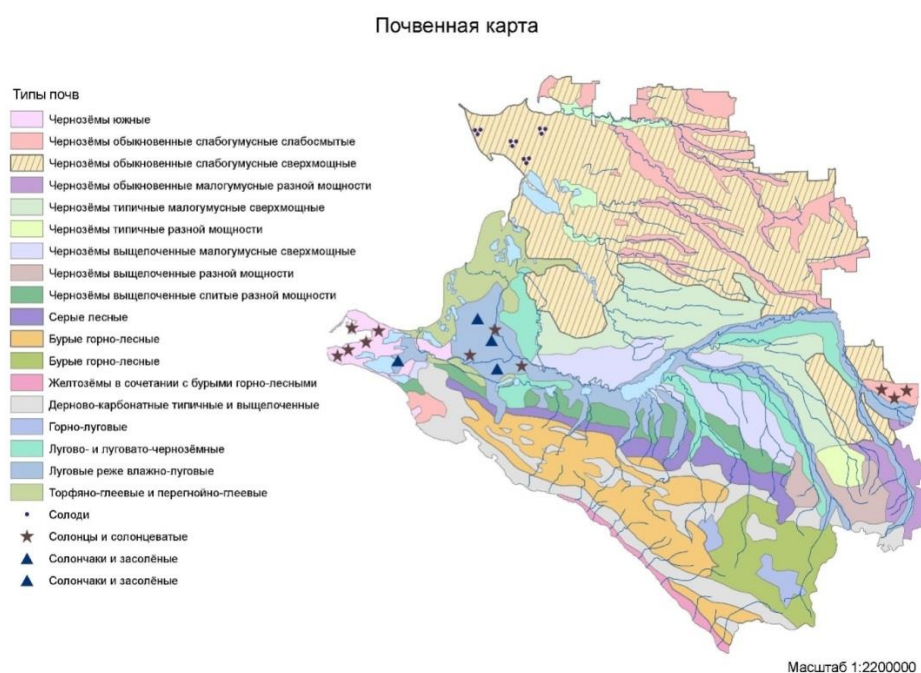 Почвенная карта
Типы почв
Чернозёмы южные
Чернозёмы обыкновенные слабогумусные слабосмытые
Чернозёмы обыкновенные слабогумусные сверхмощные
Чернозёмы обыкновенные малогумусные разной мощности
Чернозёмы типичные малогумусные сверхмощные
Чернозёмы типичные разной мощности
Чернозёмы выщелоченные малогумусные сверхмощные
Чернозёмы выщелоченные разной мощности
Чернозёмы выщелоченные слитые разной мощности
Серые лесные
Бурые горно-лесные
Бурые горно-лесные
Желтозёмы в сочетании с бурыми горно-лесными
Дерново-карбонатные типичные и выщелоченные
Горно-луговые
Лугово- и луговато-чернозёмные
Луговые реже влажно-луговые
Торфяно-глеевые и перегнойно-глеевые
Солоди
Солонцы и солонцеватые
Солончаки и засолёные
Солончаки и засолёные
Масштаб 1:2200000